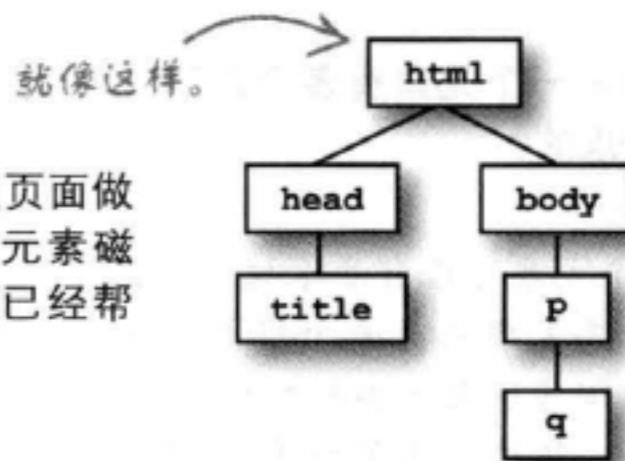 就像这样。
html
页面做
head
body
元素磁
已经帮
title
p
q